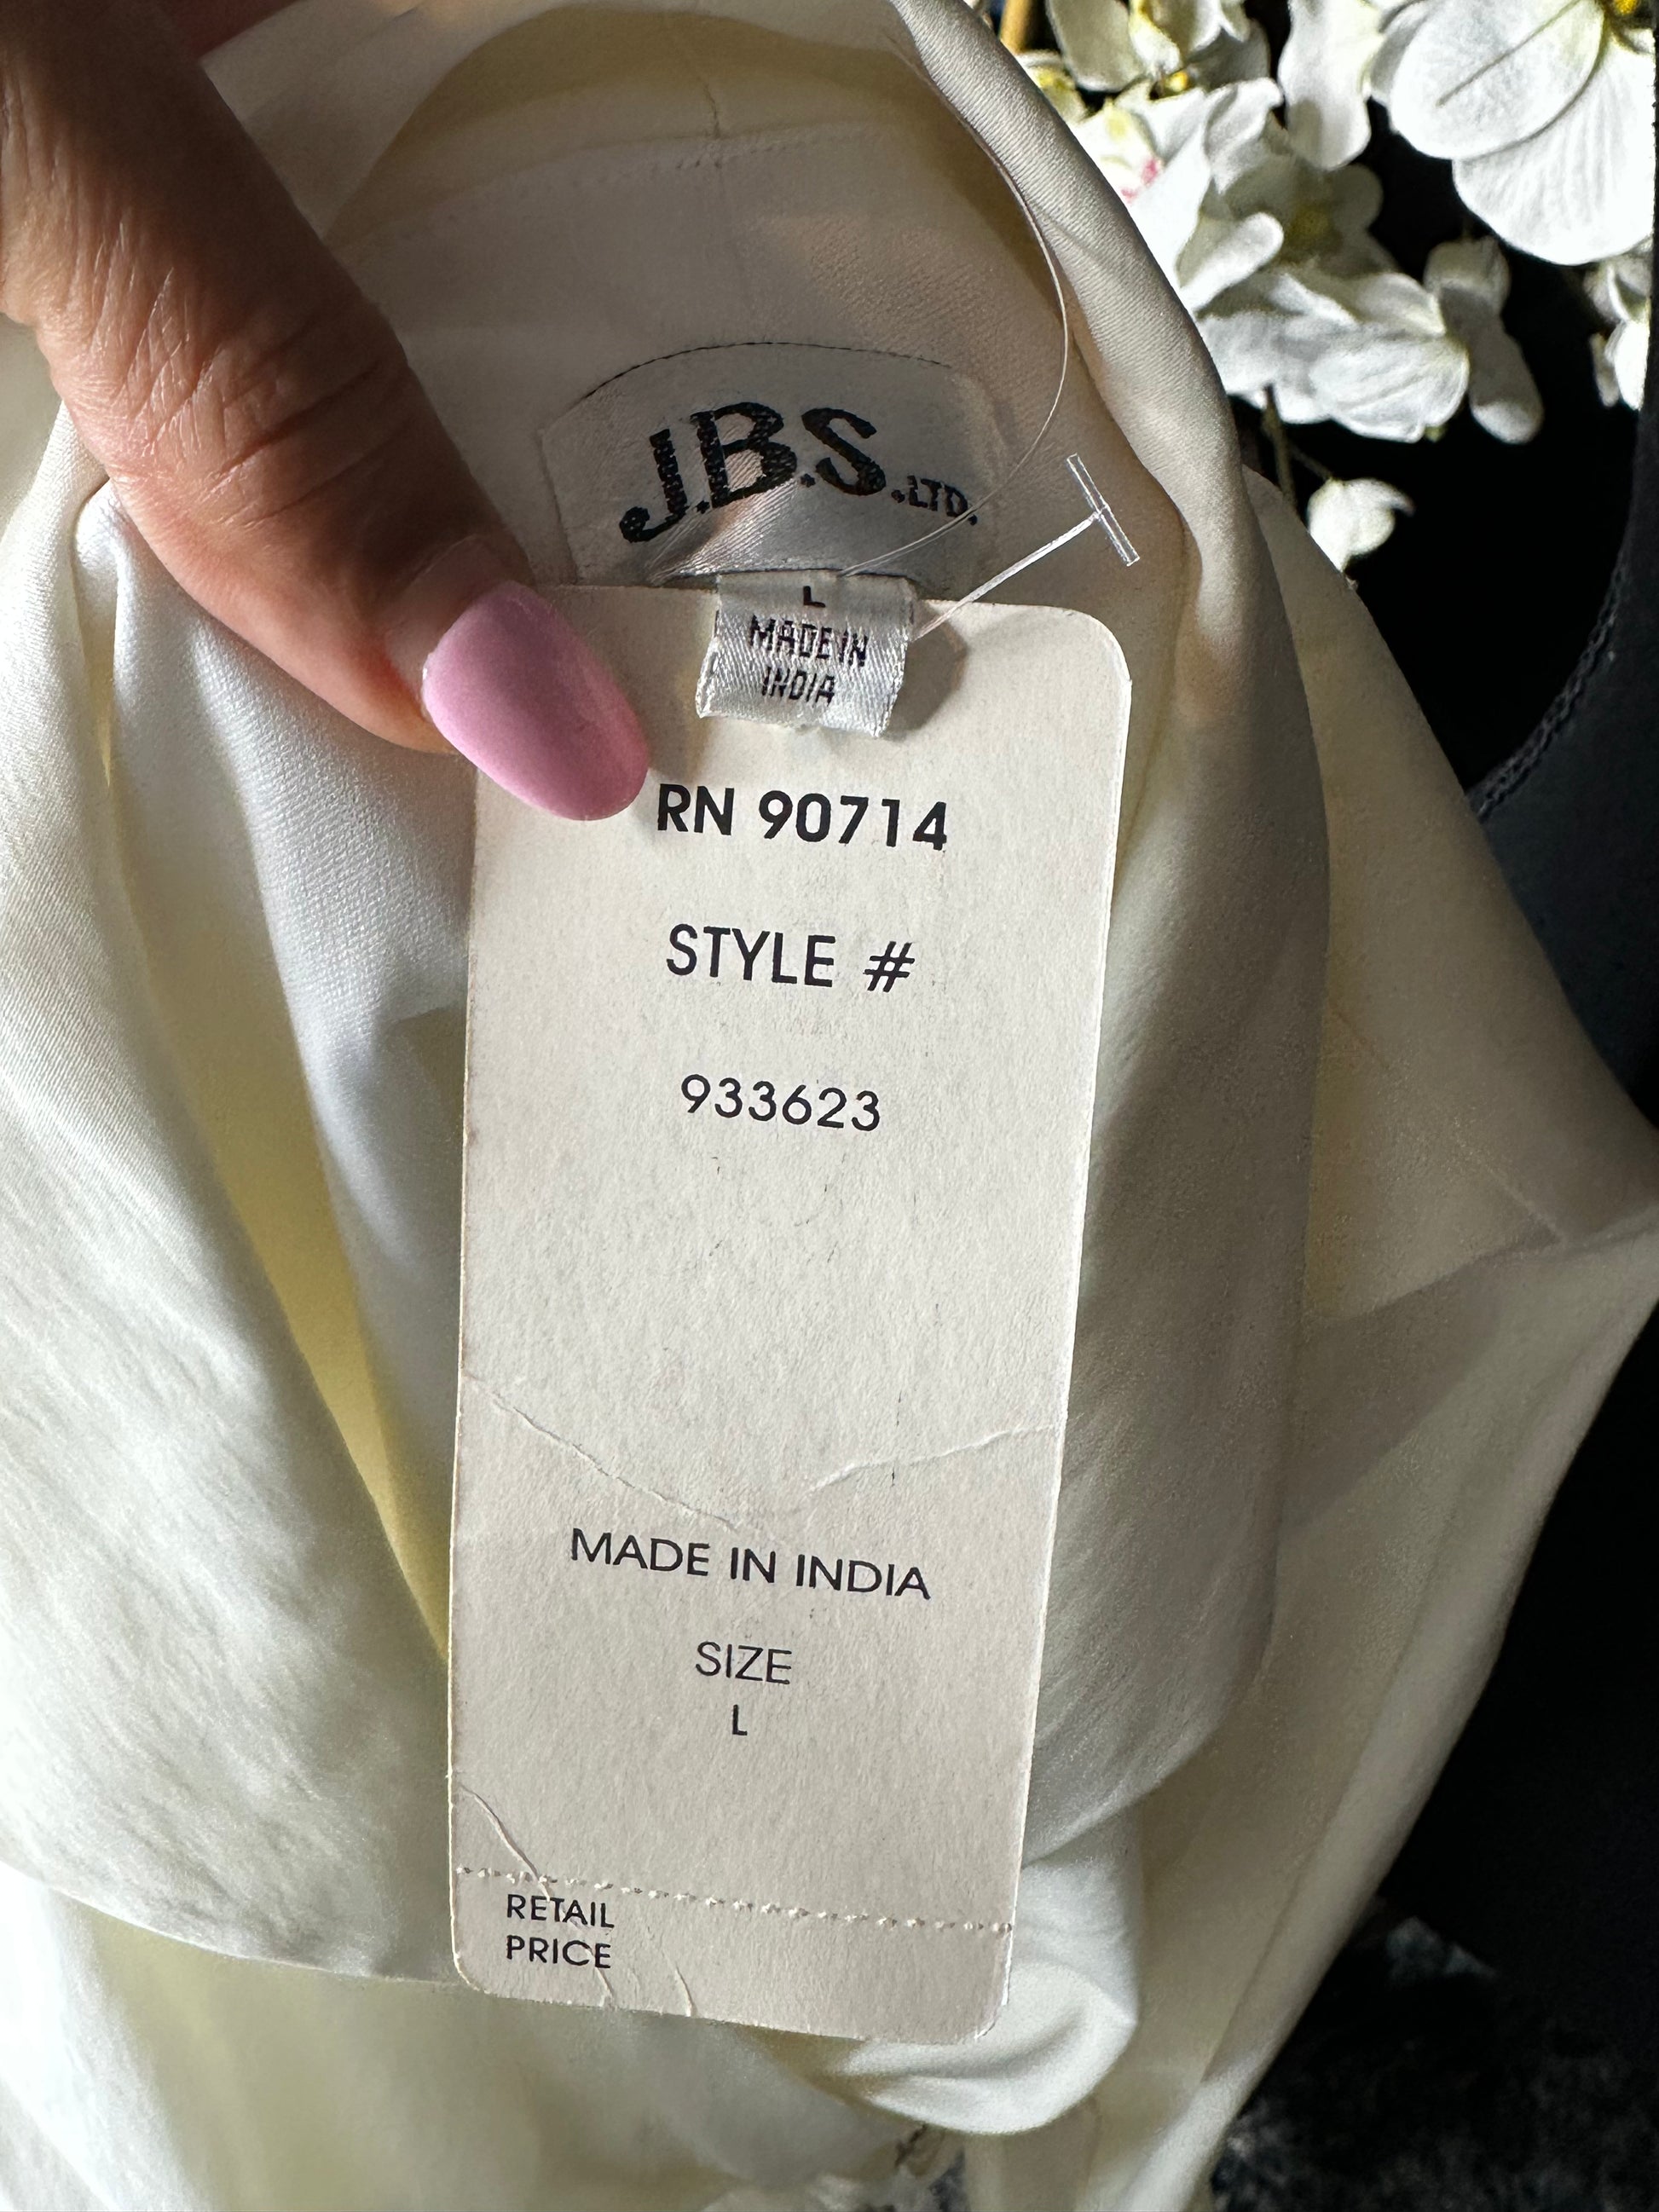 J.B.S.LTD.
L
MADE IN
INDIA
RN 90714
STYLE #
933623
MADE IN INDIA
SIZE
L
RETAIL
PRICE